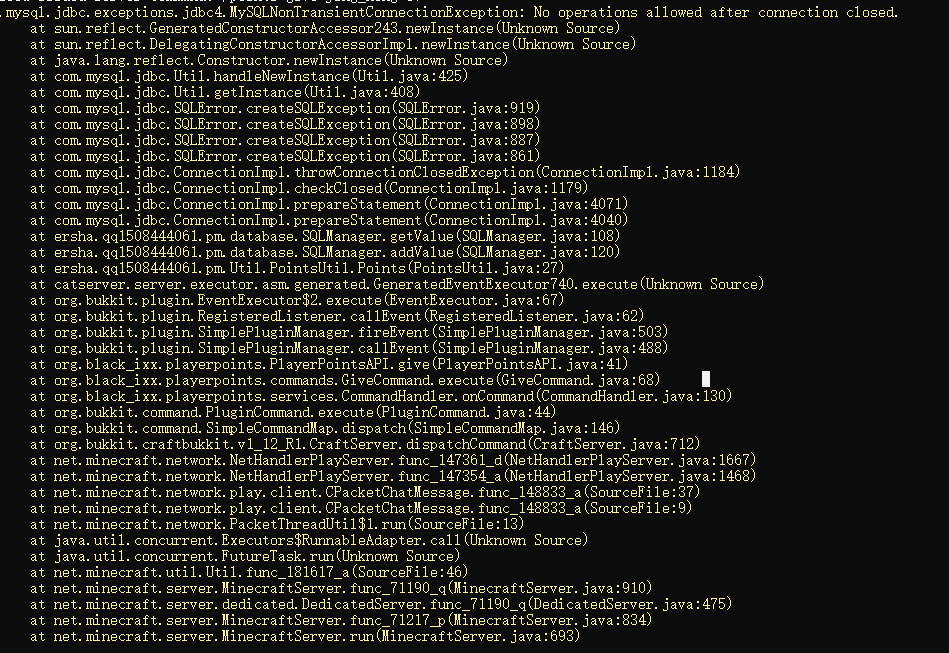 .mysql.jdbc.exceptions.jdbc4.MySQLNonTransientConnectionException: No operations allowed after connection closed.
at sun.reflect.GeneratedConstructorAccessor243.newInstance(Unknown Source)
at sun.reflect.DelegatingConstructorAccessorImpl.newInstance(Unknown Source)
at java.lang.reflect.Constructor.newInstance(Unknown Source)
at com.mysql.jdbc.Util.handleNewInstance(Util.java:425)
at com.mysql.jdbc.Util.getInstance(Util.java:408)
at com.mysql.jdbc.SQLError.createSQLException(SQLError.java:919)
at com.mysql.jdbc.SQLError.createSQLException(SQLError.java:898)
at com.mysql.jdbc.SQLError.createSQLException(SQLError.java:887)
at com.mysql.jdbc.SQLError.createSQLException(SQLError.java:861)
at com.mysql.jdbc.ConnectionImpl.throwConnectionClosedException(ConnectionImpl.java:1184)
at com.mysql.jdbc.ConnectionImpl.checkClosed(ConnectionImpl.java:1179)
at com.mysql.jdbc.ConnectionImpl.prepareStatement(ConnectionImpl.java:4071)
at com.mysql.jdbc.ConnectionImpl.prepareStatement(ConnectionImpl.java:4040)
at ersha.qq1508444061.pm.database.SQLManager.getValue(SQLManager.java:108)
at ersha.qq1508444061.pm.database.SQLManager.addValue(SQLManager.java:120)
at ersha.qq1508444061.pm.Util.PointsUtil.Points(PointsUtil.java:27)
at catserver.server.executor.asm.generated.GeneratedEventExecutor740.execute(Unknown Source)
at org.bukkit.plugin.EventExecutor$2.execute(EventExecutor.java:67)
at org.bukkit.plugin.RegisteredListener.callEvent(RegisteredListener.java:62)
at org.bukkit.plugin.SimplePluginManager.fireEvent(SimplePluginManager.java:503)
at org.bukkit.plugin.SimplePluginManager.callEvent(SimplePluginManager.java:488)
at org.black_ixx.playerpoints.PlayerPointsAPI.give(PlayerPointsAPI.java:41)
at org.black_ixx.playerpoints.commands.GiveCommand.execute(GiveCommand.java:68)
at org.black_ixx.playerpoints.services.CommandHandler.onCommand(CommandHandler.java:130)
at org.bukkit.command.PluginCommand.execute(PluginCommand.java:44)
at org.bukkit.command.SimpleCommandMap.dispatch(SimpleCommandMap.java:146)
at org.bukkit.craftbukkit.v1_12_R1.CraftServer.dispatchCommand(CraftServer.java:712)
at net.minecraft.network.NetHandlerPlayServer.func_147361_d(NetHandlerPlayServer.java:1667)
at net.minecraft.network.NetHandlerPlayServer.func_147354_a(NetHandlerPlayServer.java:1468)
at net.minecraft.network.play.client.CPacketChatMessage.func_148833_a(SourceFile:37)
at net.minecraft.network.play.client.CPacketChatMessage.func_148833_a(SourceFile:9)
at net.minecraft.network.PacketThreadUtil$1.run(SourceFile:13)
at java.util.concurrent.Executors$RunnableAdapter.call(Unknown Source)
at java.util.concurrent.FutureTask.run(Unknown Source)
at net.minecraft.util.Util.func_181617_a(SourceFile:46)
at net.minecraft.server.MinecraftServer.func_71190_q(MinecraftServer.java:910)
at net.minecraft.server.dedicated.DedicatedServer.func_71190_q(DedicatedServer.java:475)
at net.minecraft.server.MinecraftServer.func_71217_p(MinecraftServer.java:834)
at net.minecraft.server.MinecraftServer.run(MinecraftServer.java:693)